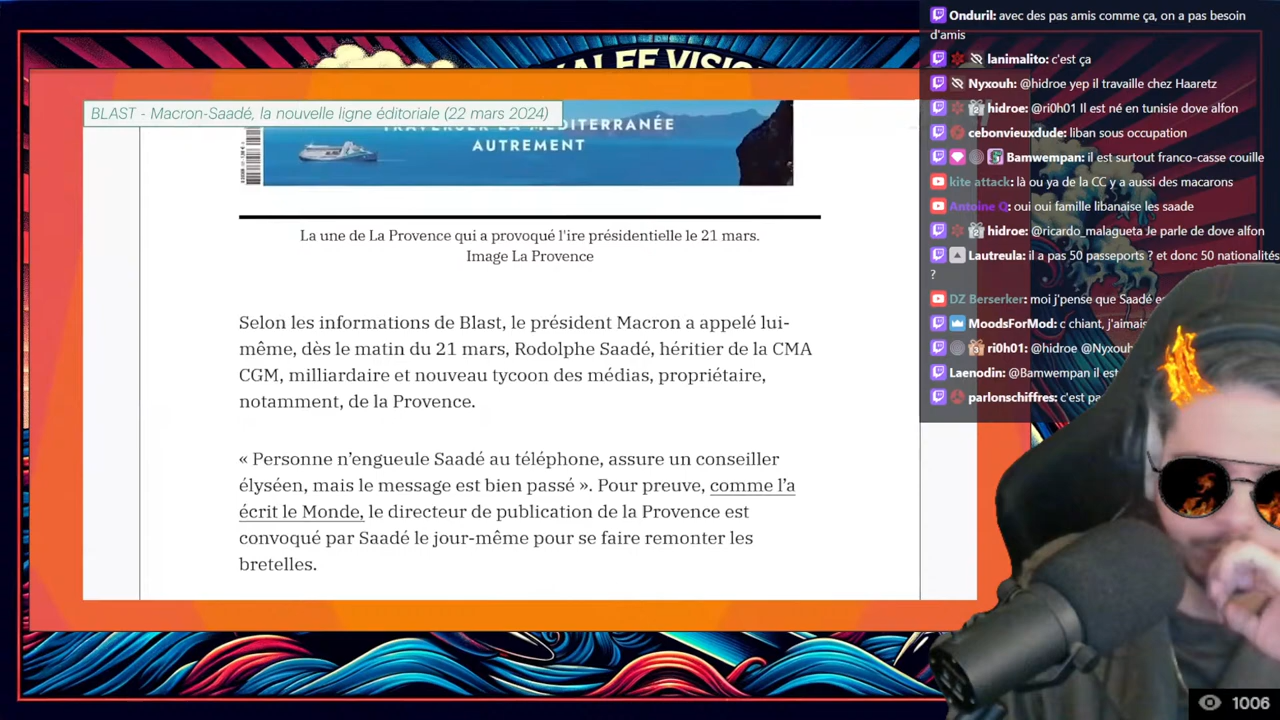 BLAST - Macron-Saadé, la nouvelle ligne éditoriale (22 mars 2024)
TRAVERSER LA MÉDITERRANÉE
AUTREMENT
La une de La Provence qui a provoqué l'ire présidentielle le 21 mars.
Image La Provence
Selon les informations de Blast, le président Macron a appelé lui-
même, dès le matin du 21 mars, Rodolphe Saadé, héritier de la CMA
CGM, milliardaire et nouveau tycoon des médias, propriétaire,
notamment, de la Provence.
« Personne n’engueule Saadé au téléphone, assure un conseiller
élyséen, mais le message est bien passé ». Pour preuve, comme l’a
écrit le Monde, le directeur de publication de la Provence est
convoqué par Saadé le jour-même pour se faire remonter les
bretelles.
Onduril: avec des pas amis comme ça, on a pas besoin
d'amis
lanimalito: c'est ça
Nyxouh: @hidroe yep il travaille chez Haaretz
hidroe: @ri0h01 Il est né en tunisie dove alfon
cebonvieuxdude: liban sous occupation
Bamwempan: il est surtout franco-casse couille
kite attack: là ou ya de la CC y a aussi des macarons
Antoine Q: oui oui famille libanaise les saade
hidroe: @ricardo_malagueta Je parle de dove alfon
Lautreula: il a pas 50 passeports ? et donc 50 nationalités
?
DZ Berserker: moi j'pense que Saadé
MoodsForMod: c chiant, j'aimais
ri0h01: @hidroe @Nyxouh
Laenodin: @Bamwempan il est
parlonschiffres: c'est
1006